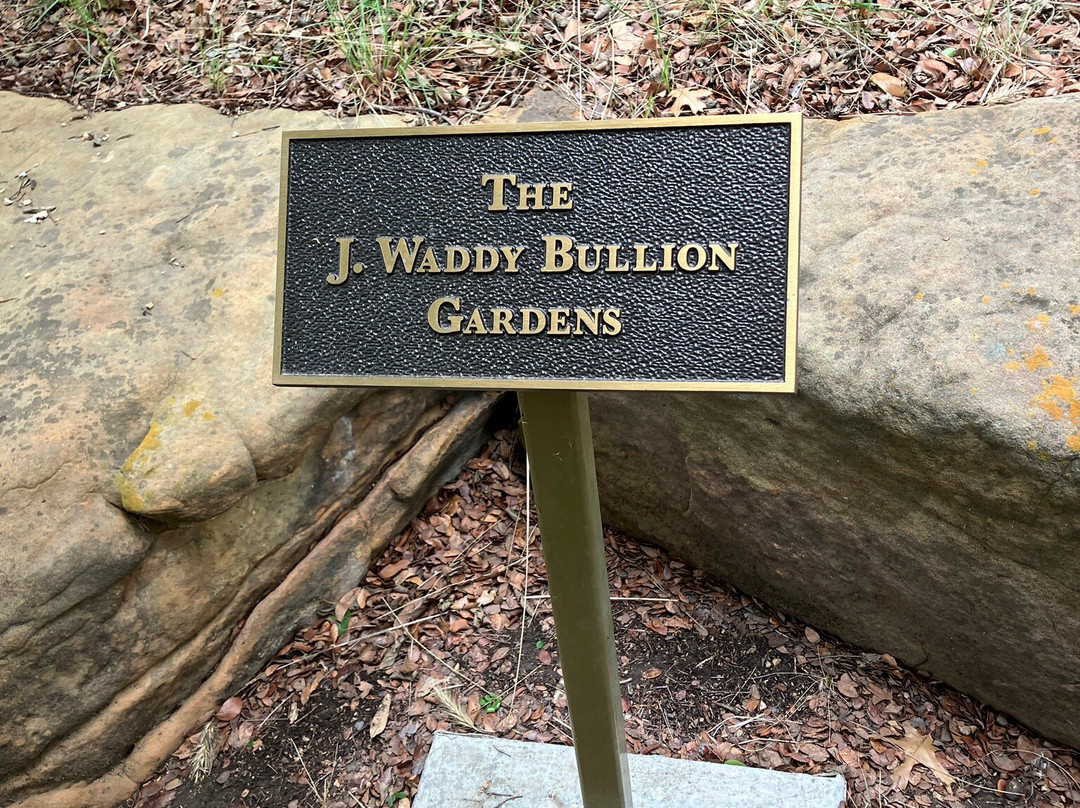 The
J. Waddy Bullion
Gardens